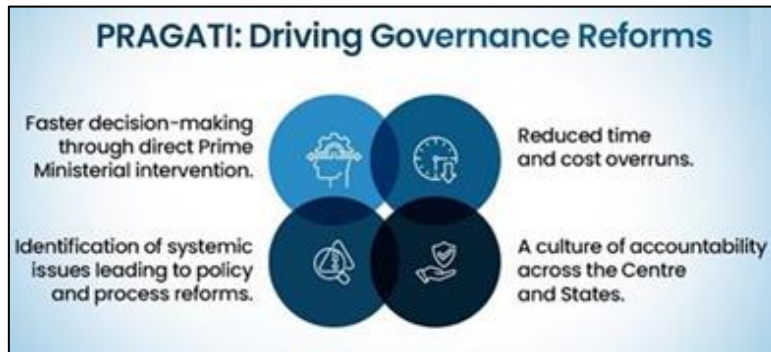 PRAGATI: Driving Governance Reforms
Faster decision-making
through direct Prime
Ministerial intervention.
Reduced time
and cost overruns.
Identification of systemic
issues leading to policy
and process reforms.
A culture of accountability
across the Centre
and States.